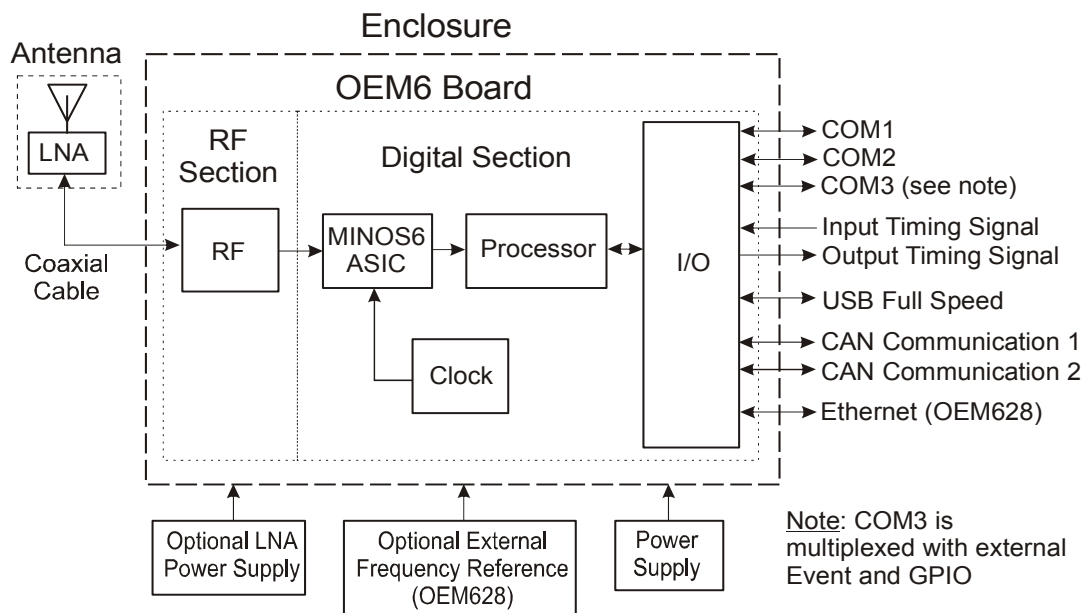 Enclosure
Antenna
OEM6 Board
LNA
RF
Section
Digital Section
RF
MINOS6
ASIC
Processor
I/O
Clock
Coaxial
Cable
COM1
COM2
COM3 (see note)
Input Timing Signal
Output Timing Signal
USB Full Speed
CAN Communication 1
CAN Communication 2
Ethernet (OEM628)
Optional LNA
Power Supply
Optional External
Frequency Reference
(OEM628)
Power
Supply
Note: COM3 is
multiplexed with external
Event and GPIO